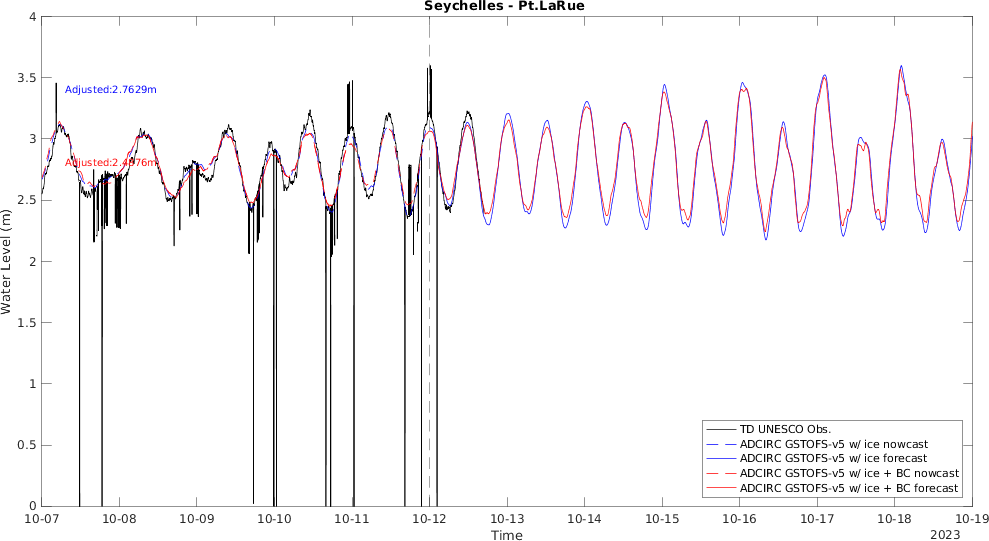 Seychelles - Pt.LaRue
4
3.5
3
2.5
2
1.5
1
0.5
0
Water Level (m)
Adjusted:2.7629m
TD UNESCO Obs.
ADCIRC GSTOFS-v5 w/ ice nowcast
ADCIRC GSTOFS-v5 w/ ice forecast
ADCIRC GSTOFS-v5 w/ ice + BC nowcast
ADCIRC GSTOFS-v5 w/ ice + BC forecast
10-07 10-08 10-09 10-10 10-11 10-12 10-13 10-14 10-15 10-16 10-17 10-18 10-19
Time
2023